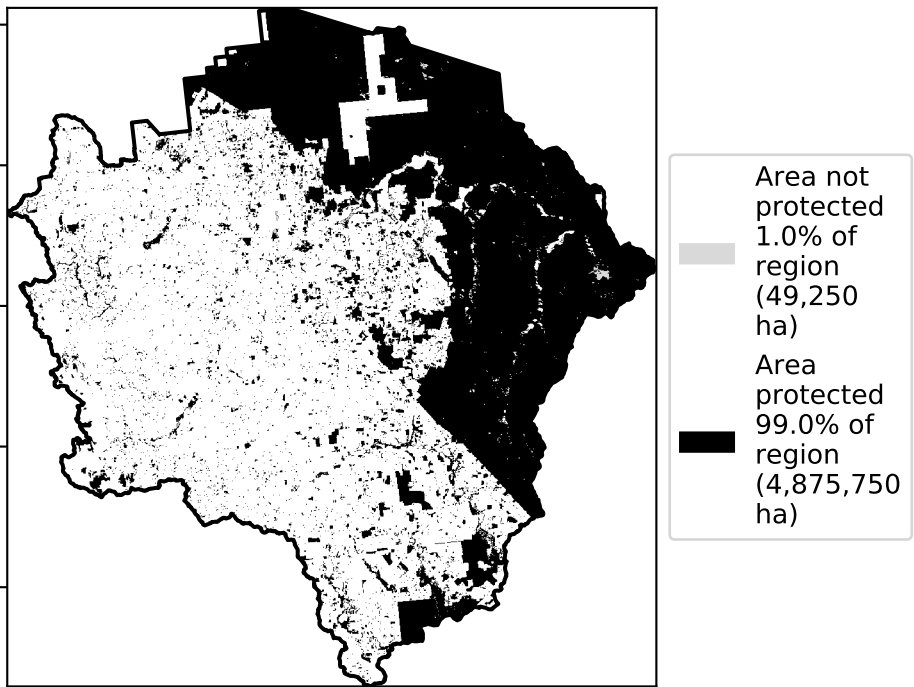 Area not
protected
1.0% of
region
(49,250
ha)
Area
protected
99.0% of
region
(4,875,750
ha)